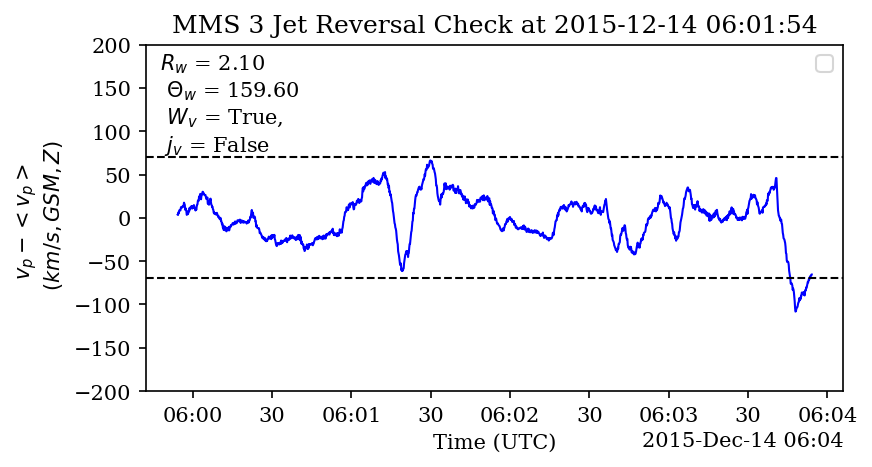 MMS 3 Jet Reversal Check at 2015-12-14 06:01:54
200
150
100
50
0
−50
−100
−150
−200
v_p − < v_p >
(km/s, GSM, Z)
R_w = 2.10
Θ_w = 159.60
W_v = True,
j_v = False
06:00 30 06:01 30 06:02 30 06:03 30 06:04
Time (UTC)
2015-Dec-14 06:04